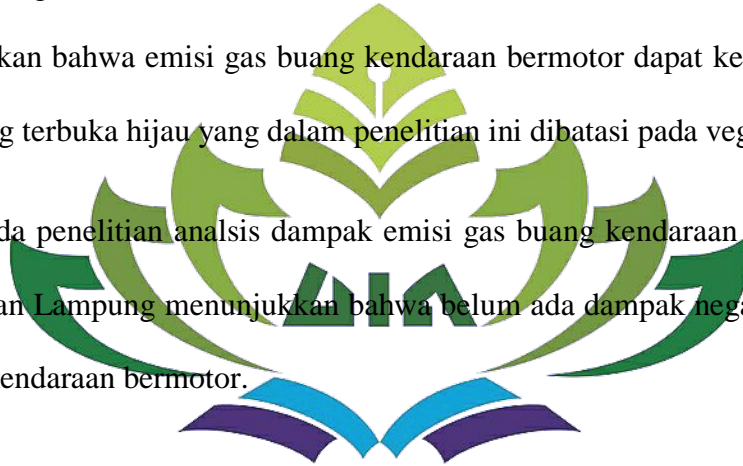 kan bahwa emisi gas buang kendaraan bermotor dapat ke
g terbuka hijau yang dalam penelitian ini dibatasi pada veg
da penelitian analsis dampak emisi gas buang kendaraan
an Lampung menunjukkan bahwa belum ada dampak nega
kendaraan bermotor.